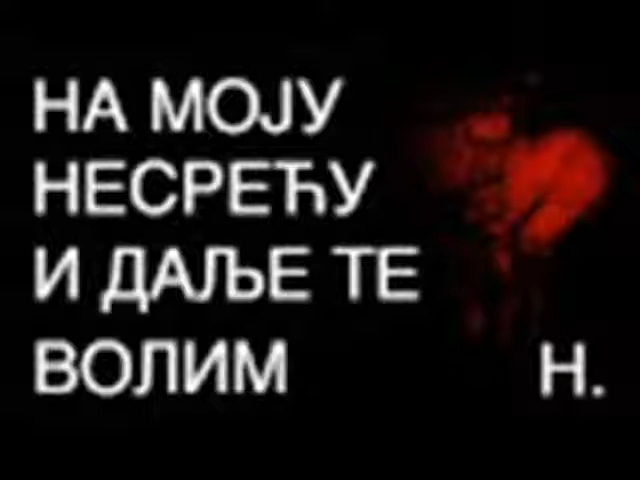 НА МОЈУ
НЕСРЕЋУ
И ДАЉЕ ТЕ
ВОЛИМ
Н.